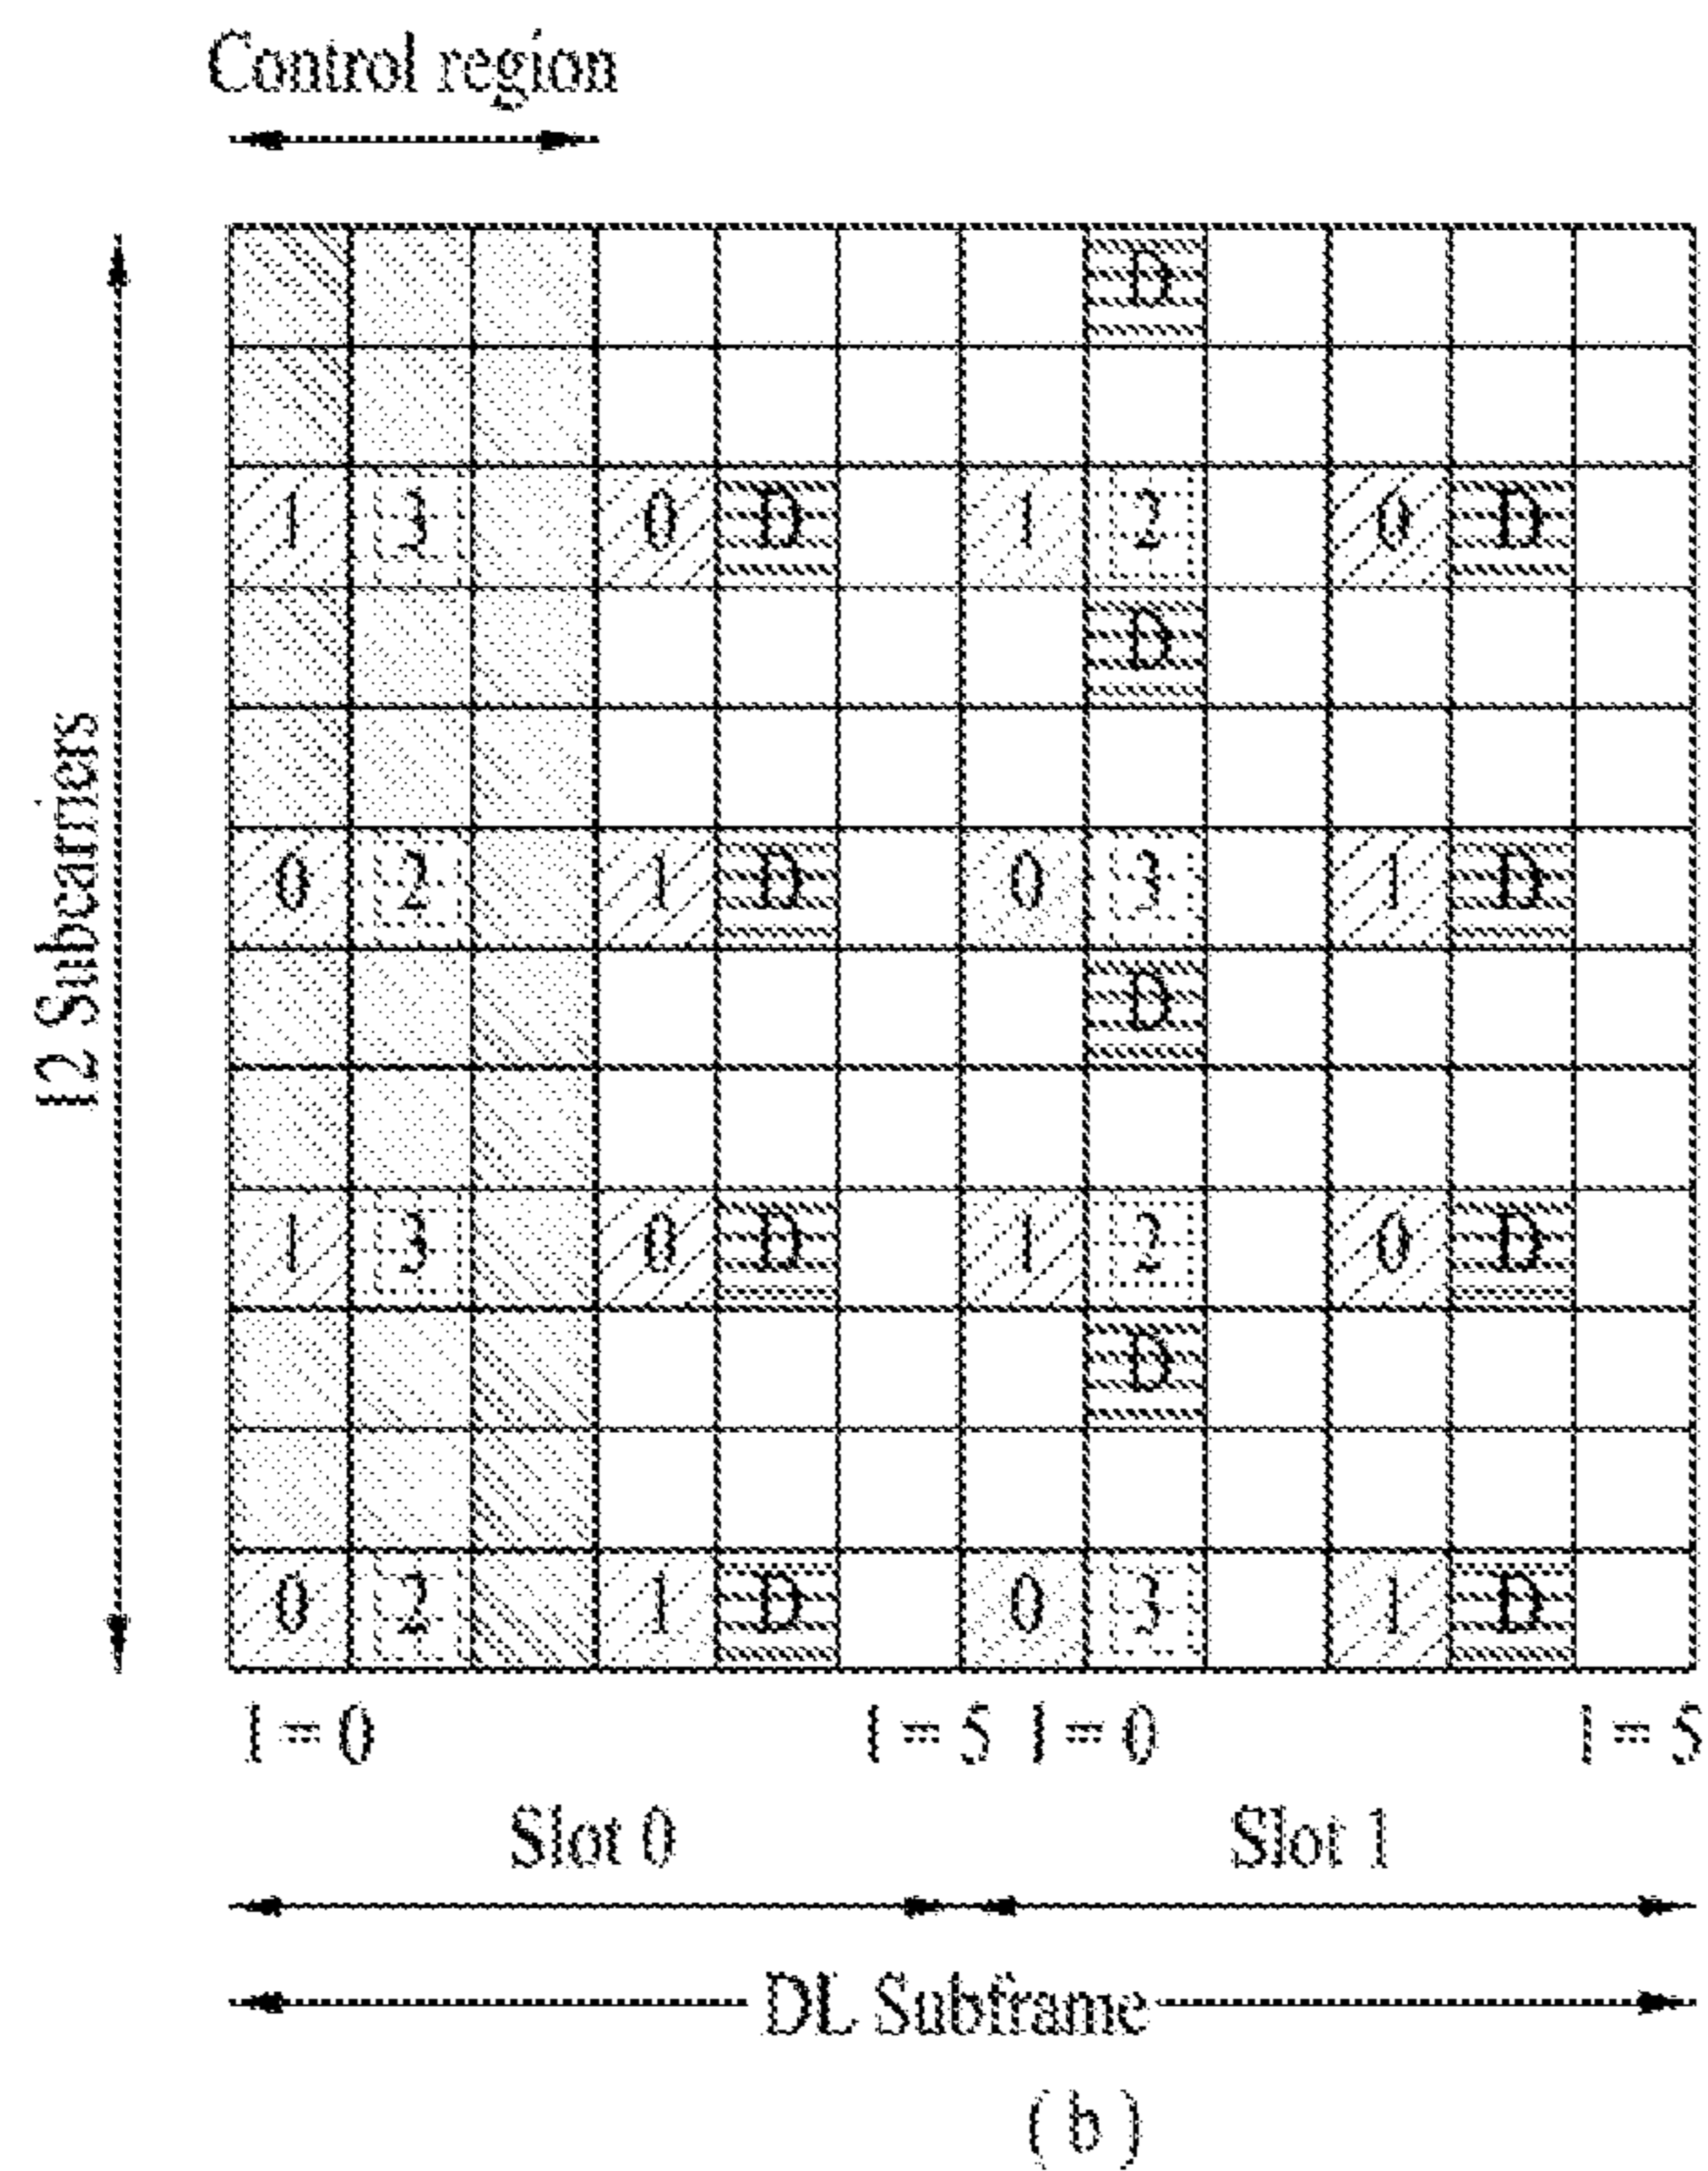 Control region
12 Subcarriers
D
1 3 0 D 1 2 0 D
D
0 2 1 D 0 3 1 D
D
1 3 0 D 1 2 0 D
D
0 2 1 D 0 3 1 D
l = 0 l = 5 l = 0 l = 5
Slot 0 Slot 1
DL Subframe
( b )